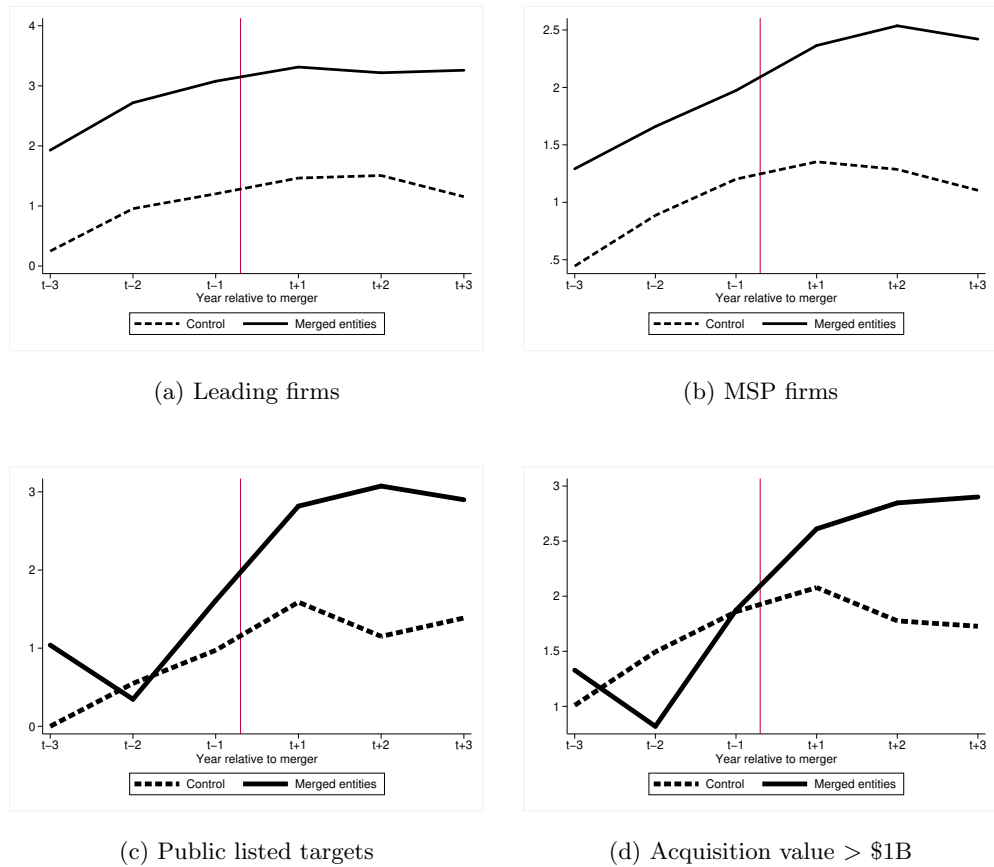 4
3
2
1
0
t–3 t–2 t–1 t+1 t+2 t+3
Year relative to merger
Control Merged entities
(a) Leading firms
2.5
2
1.5
1
.5
t–3 t–2 t–1 t+1 t+2 t+3
Year relative to merger
Control Merged entities
(b) MSP firms
3
2
1
0
t–3 t–2 t–1 t+1 t+2 t+3
Year relative to merger
Control Merged entities
(c) Public listed targets
3
2.5
2
1.5
1
t–3 t–2 t–1 t+1 t+2 t+3
Year relative to merger
Control Merged entities
(d) Acquisition value > $1B